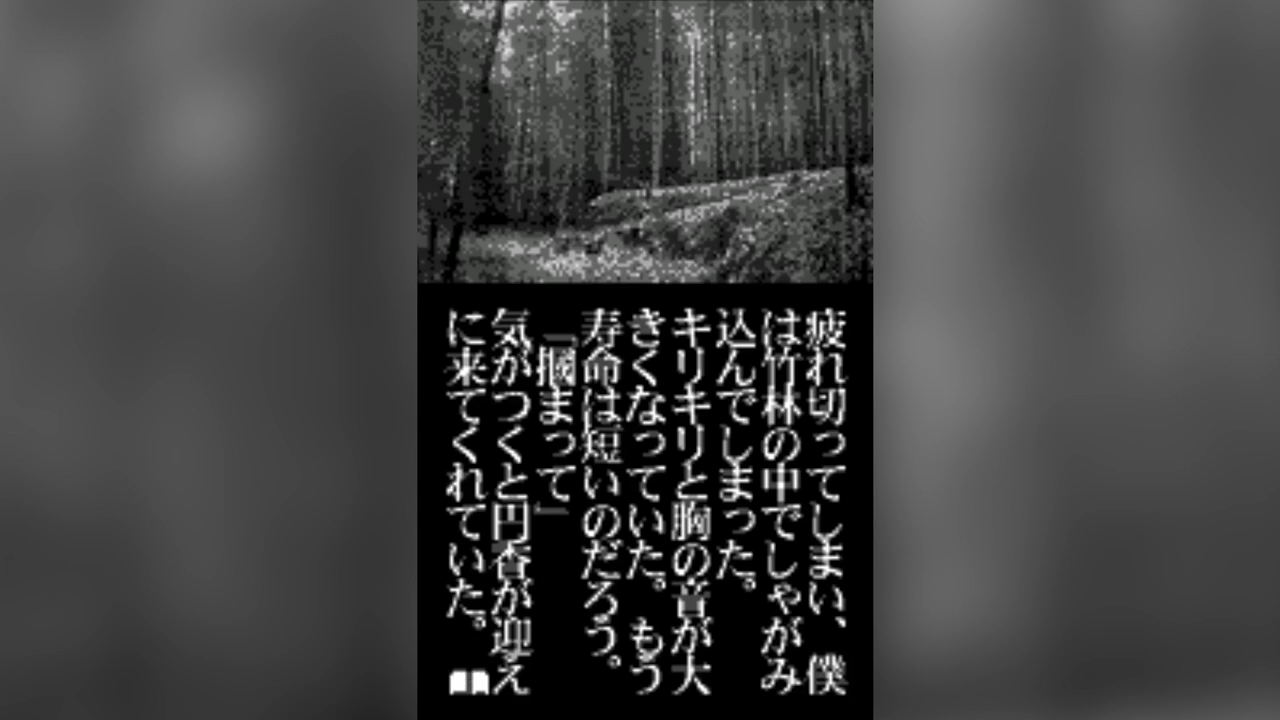 疲れ切ってしまい、僕
は竹林の中でしゃがみ
込んでしまった。
キリキリと胸の音が大
きくなっていた。もう
寿命は短いのだろう。
「掴まって」
気がつくと円香が迎え
に来てくれていた。